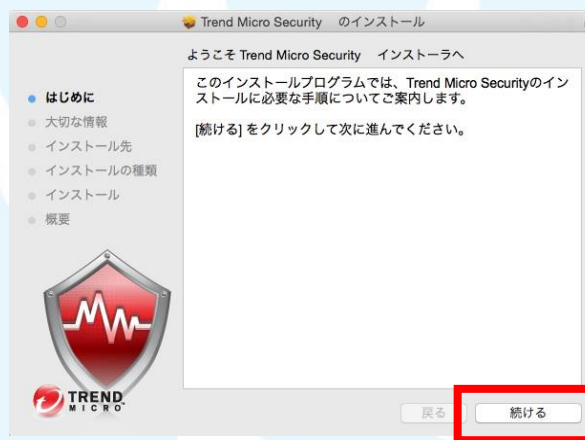 Trend Micro Security のインストール
ようこそ Trend Micro Security インストーラへ
はじめに
大切な情報
インストール先
インストールの種類
インストール
概要
このインストールプログラムでは、Trend Micro Securityのイン
ストールに必要な手順についてご案内します。
[続ける] をクリックして次に進んでください。
TREND
MICRO
戻る
続ける